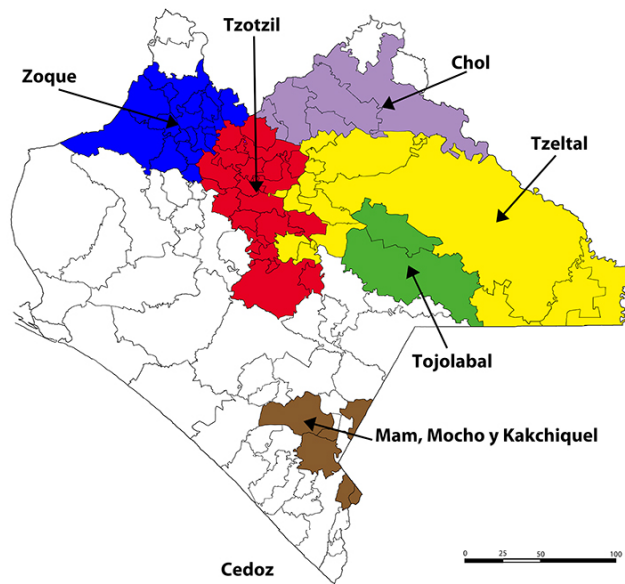 Tzotzil
Zoque
Chol
Tzeltal
Tojolabal
Mam, Mocho y Kakchiquel
Cedoz
0 25 50 100